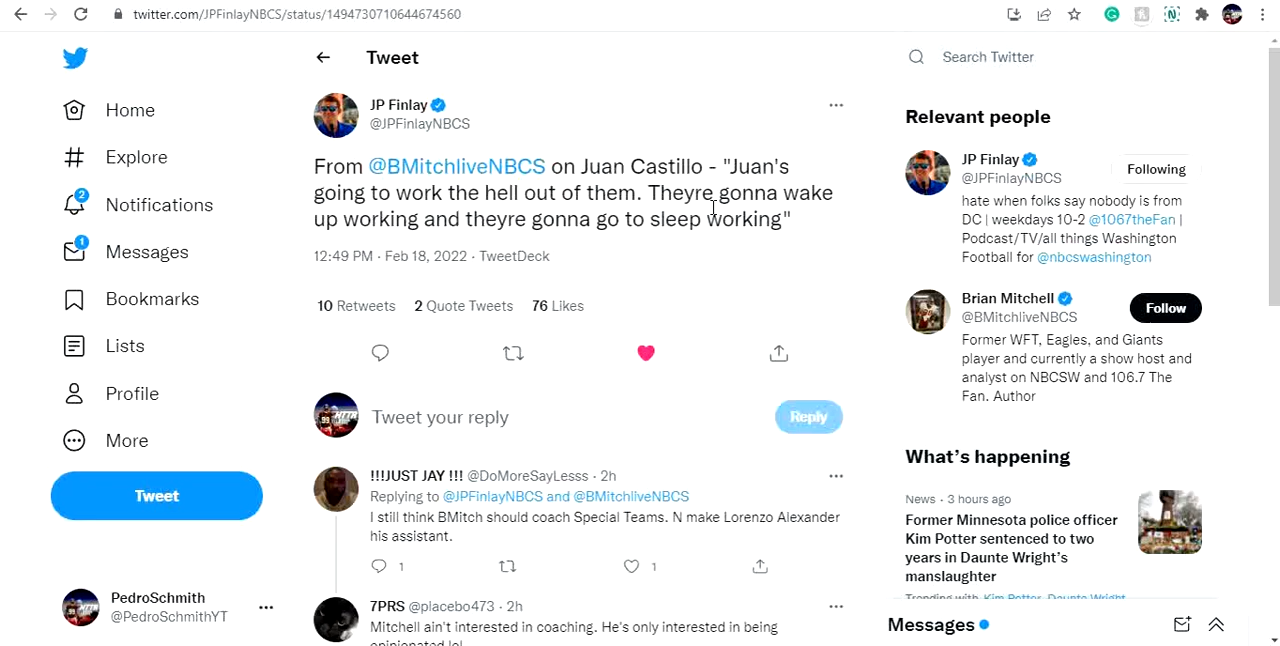 twitter.com/JPFinlayNBCS/status/1494730710644674560
Home
Explore
2
Notifications
1
Messages
Bookmarks
Lists
Profile
More
Tweet
PedroSchmith
@PedroSchmithYT
Tweet
JP Finlay
@JPFinlayNBCS
From @BMitchliveNBCS on Juan Castillo - "Juan's
going to work the hell out of them. Theyre gonna wake
up working and theyre gonna go to sleep working"
12:49 PM · Feb 18, 2022 · TweetDeck
10 Retweets 2 Quote Tweets 76 Likes
Tweet your reply
Reply
!!!JUST JAY !!! @DoMoreSayLesss · 2h
Replying to @JPFinlayNBCS and @BMitchliveNBCS
I still think BMitch should coach Special Teams. N make Lorenzo Alexander
his assistant.
1 1
7PRS @placebo473 · 2h
Mitchell ain't interested in coaching. He's only interested in being
opinionated lol
Search Twitter
Relevant people
JP Finlay
@JPFinlayNBCS
Following
hate when folks say nobody is from
DC | weekdays 10-2 @1067theFan |
Podcast/TV/all things Washington
Football for @nbcswashington
Brian Mitchell
@BMitchliveNBCS
Follow
Former WFT, Eagles, and Giants
player and currently a show host and
analyst on NBCSW and 106.7 The
Fan. Author
What's happening
News · 3 hours ago
Former Minnesota police officer
Kim Potter sentenced to two
years in Daunte Wright's
manslaughter
Trending with Kim Potter, Daunte Wright
Messages